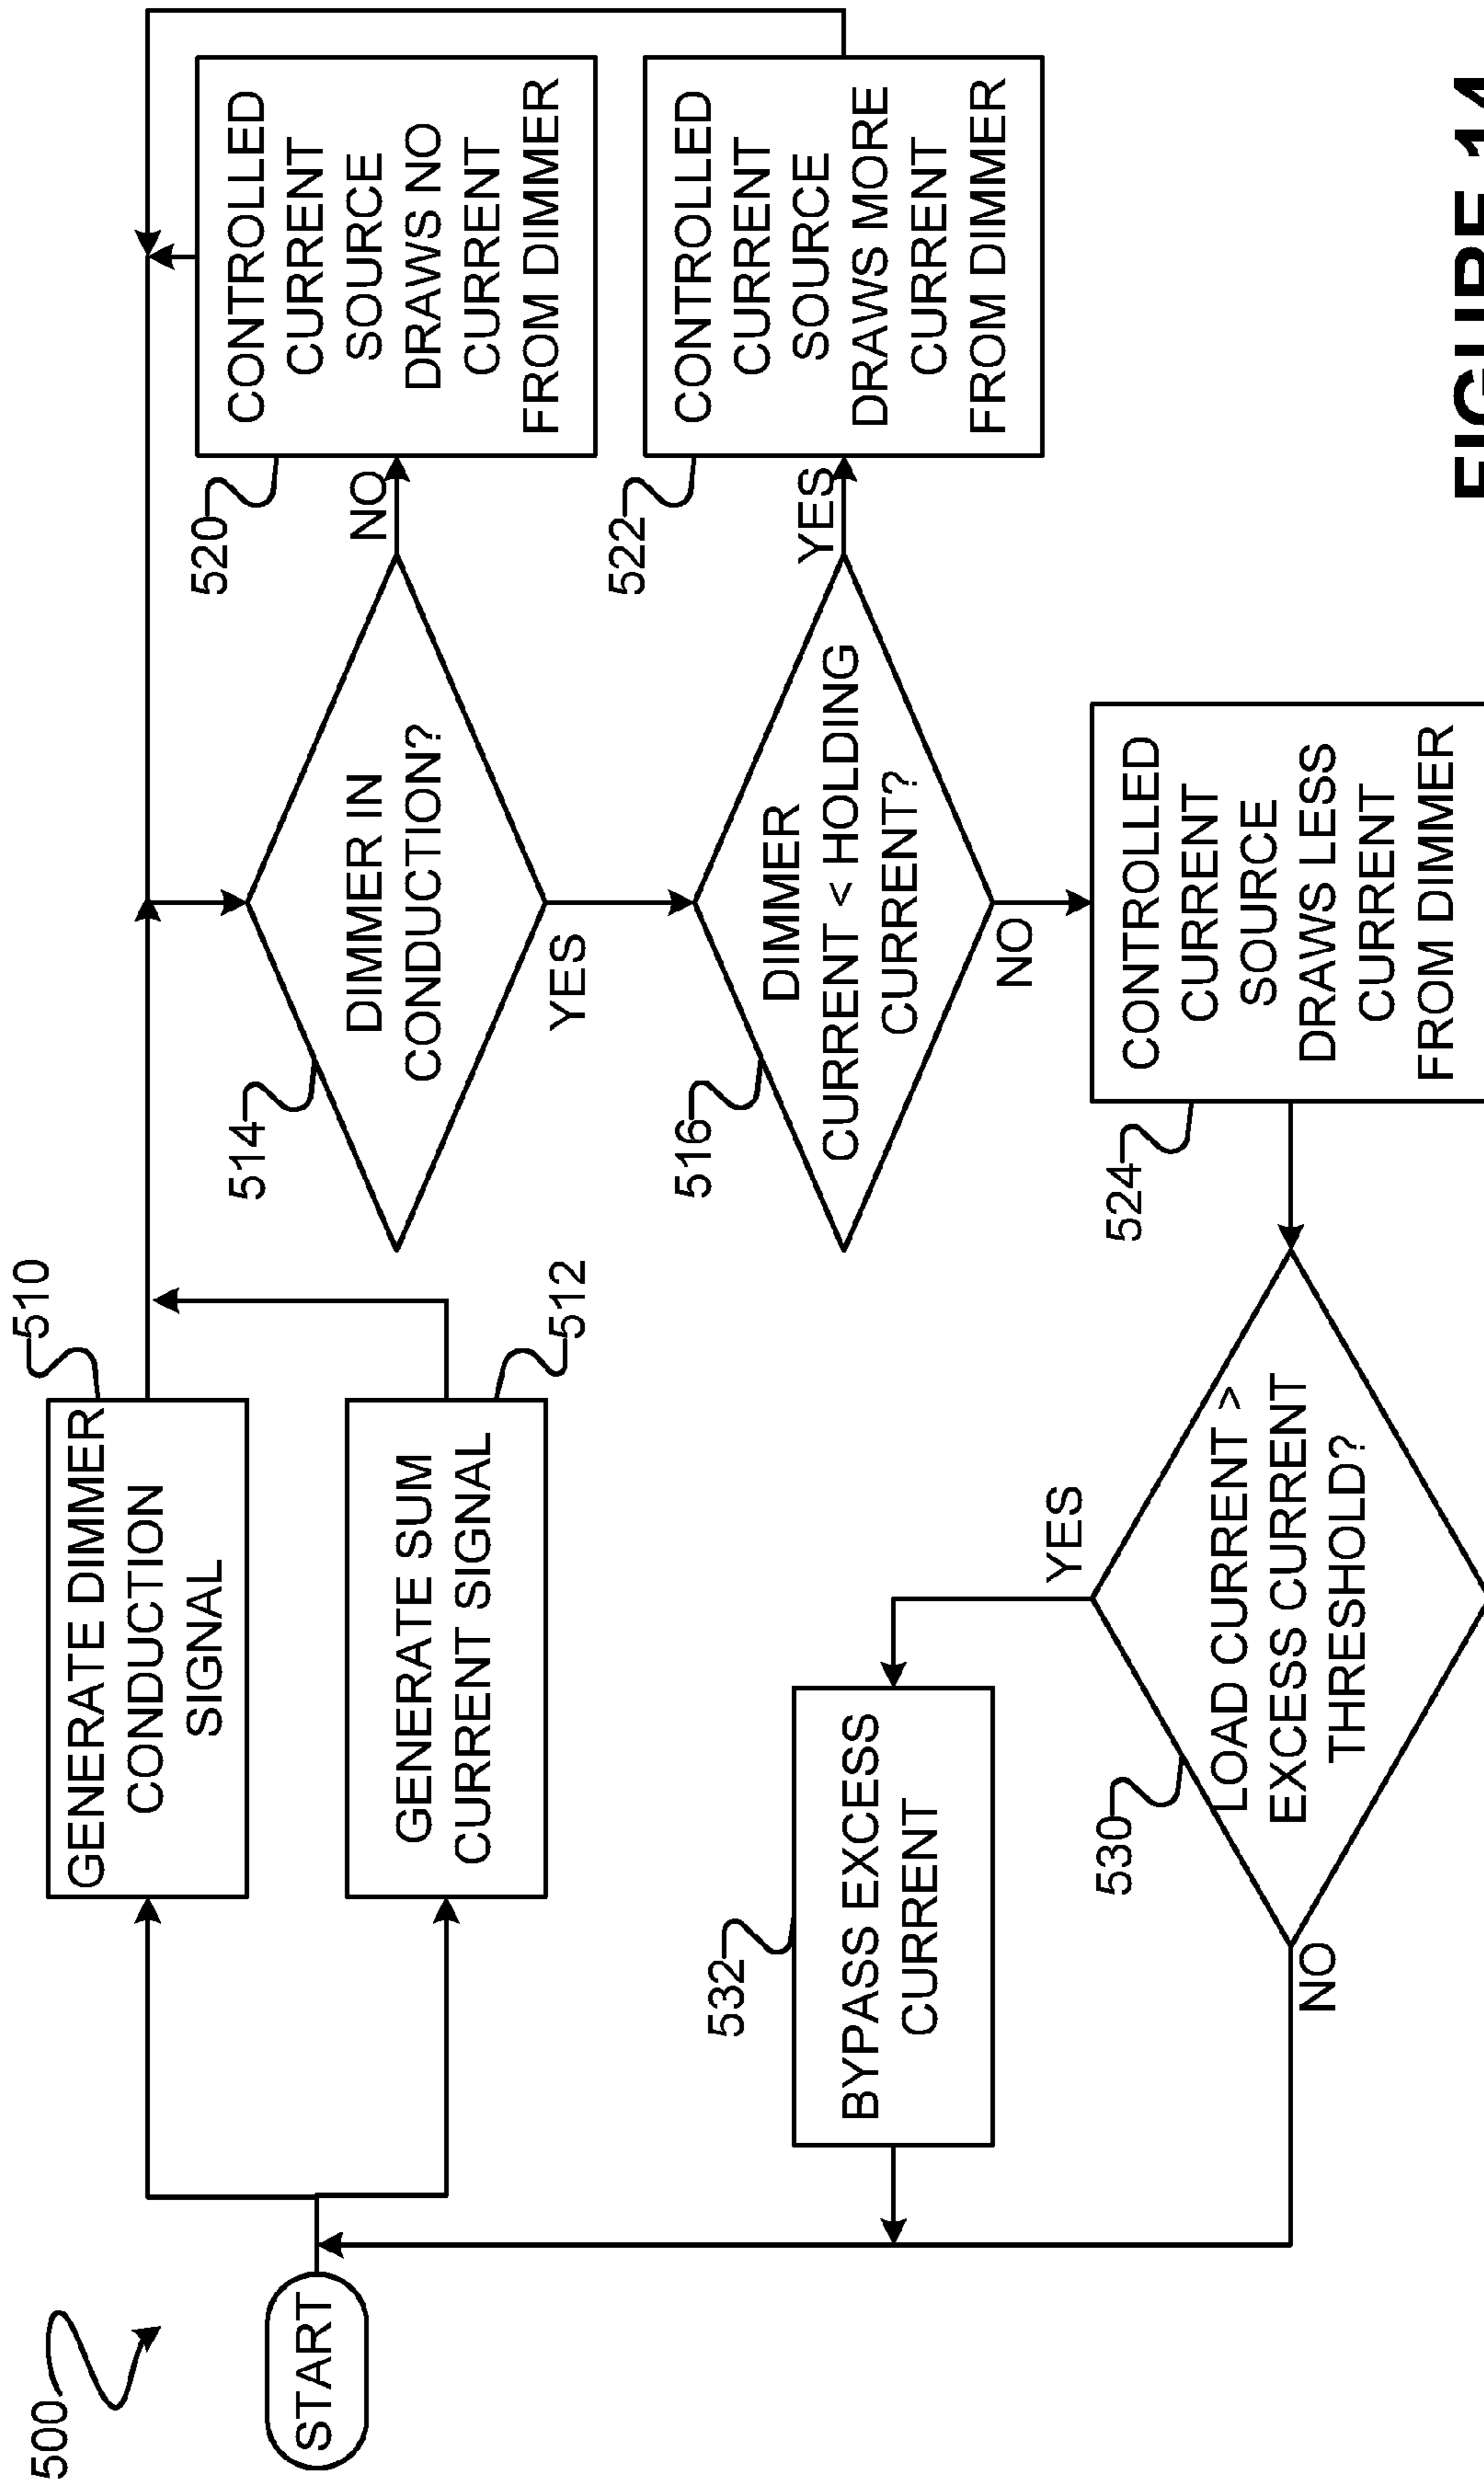 500
START
510
GENERATE DIMMER
CONDUCTION
SIGNAL
512
GENERATE SUM
CURRENT SIGNAL
514
DIMMER IN
CONDUCTION?
NO
YES
520
CONTROLLED
CURRENT
SOURCE
DRAWS NO
CURRENT
FROM DIMMER
516
DIMMER
CURRENT < HOLDING
CURRENT?
YES
NO
522
CONTROLLED
CURRENT
SOURCE
DRAWS MORE
CURRENT
FROM DIMMER
524
CONTROLLED
CURRENT
SOURCE
DRAWS LESS
CURRENT
FROM DIMMER
530
LOAD CURRENT >
EXCESS CURRENT
THRESHOLD?
YES
NO
532
BYPASS EXCESS
CURRENT
FIGURE